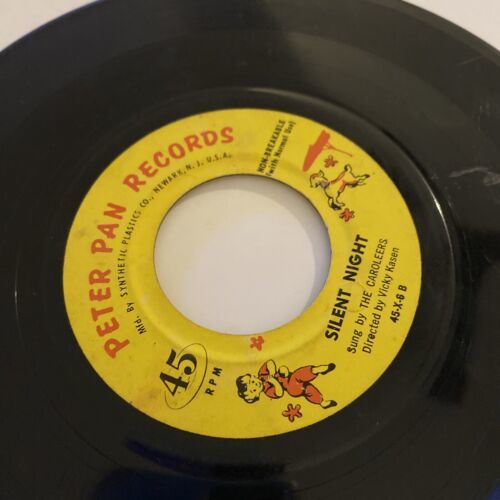 PETER PAN RECORDS
Mfd. By SYNTHETIC PLASTICS CO., NEWARK, N. J. U.S.A.
NON-BREAKABLE
(with Normal Use)
45
RPM
SILENT NIGHT
Sung by THE CAROLEERS
Directed by Vicky Kasen
45-X-6 B